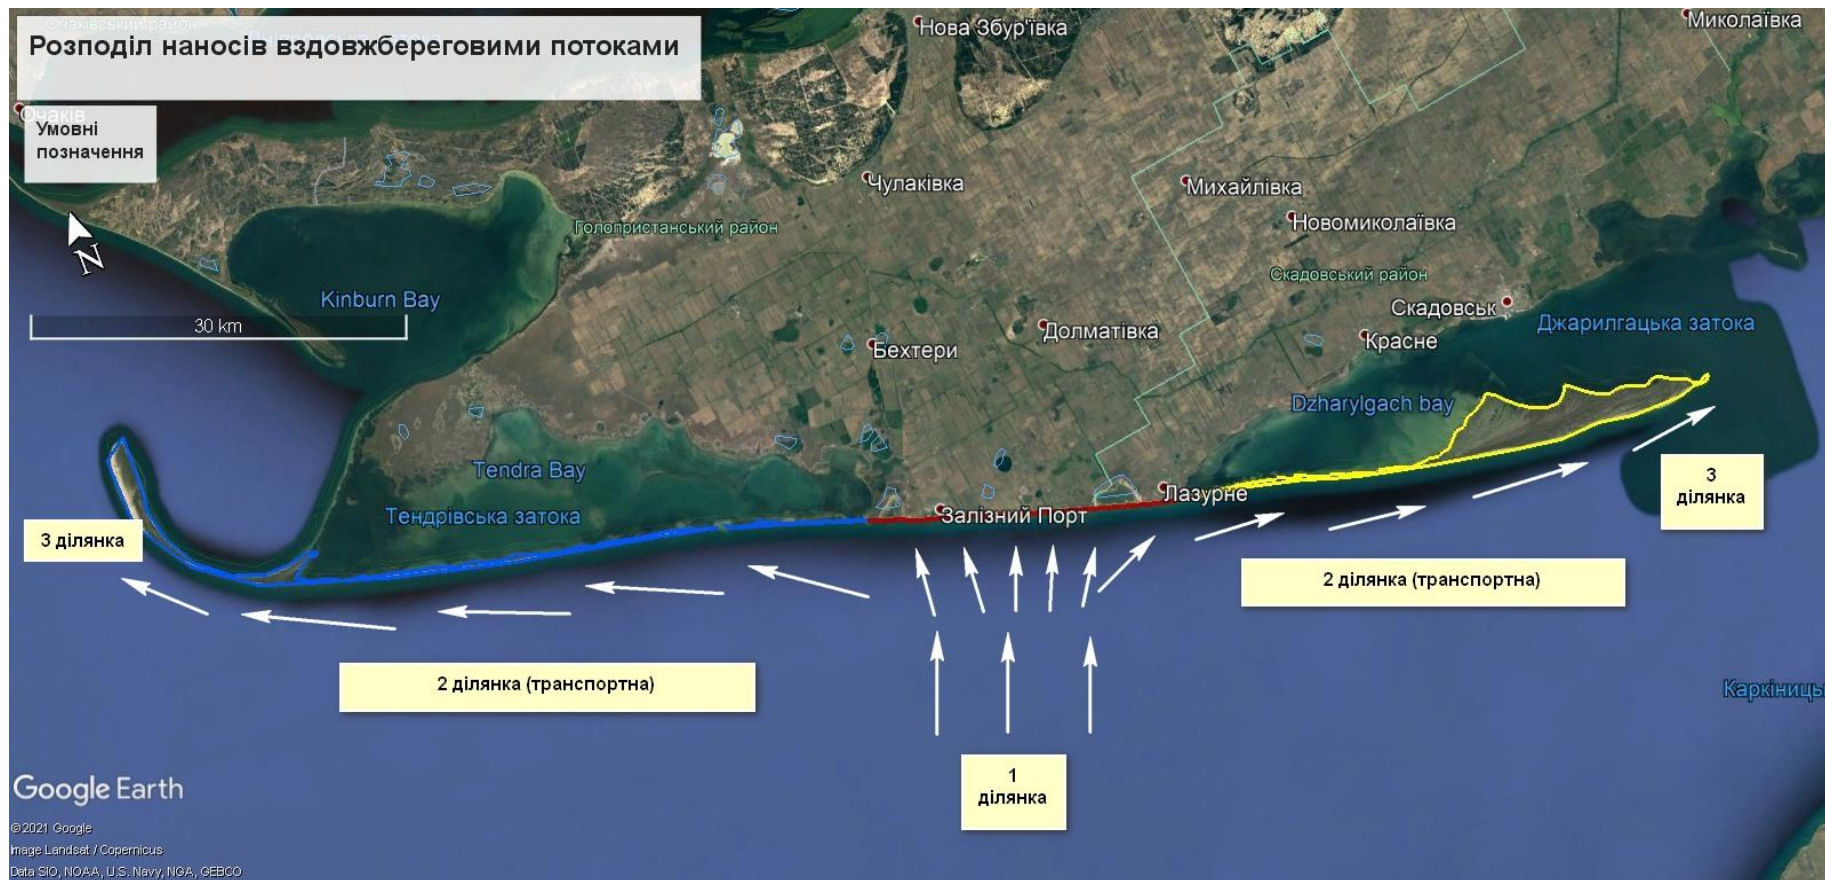 Очаківський район
Розподіл наносів вздовжбереговими потоками
Нова Збур'ївка
Миколаївка
Очаків
Умовні
позначення
N
Чулаківка
Михайлівка
Голопристанський район
Новомиколаївка
Скадовський район
Kinburn Bay
30 km
Скадовськ
Джарилгацька затока
Долматівка
Бехтери
Красне
Dzharylgach bay
Tendra Bay
Лазурне
3
ділянка
Тендрівська затока
Залізний Порт
3 ділянка
2 ділянка (транспортна)
2 ділянка (транспортна)
Каркініць
1
ділянка
Google Earth
©2021 Google
Image Landsat / Copernicus
Data SIO, NOAA, U.S. Navy, NGA, GEBCO